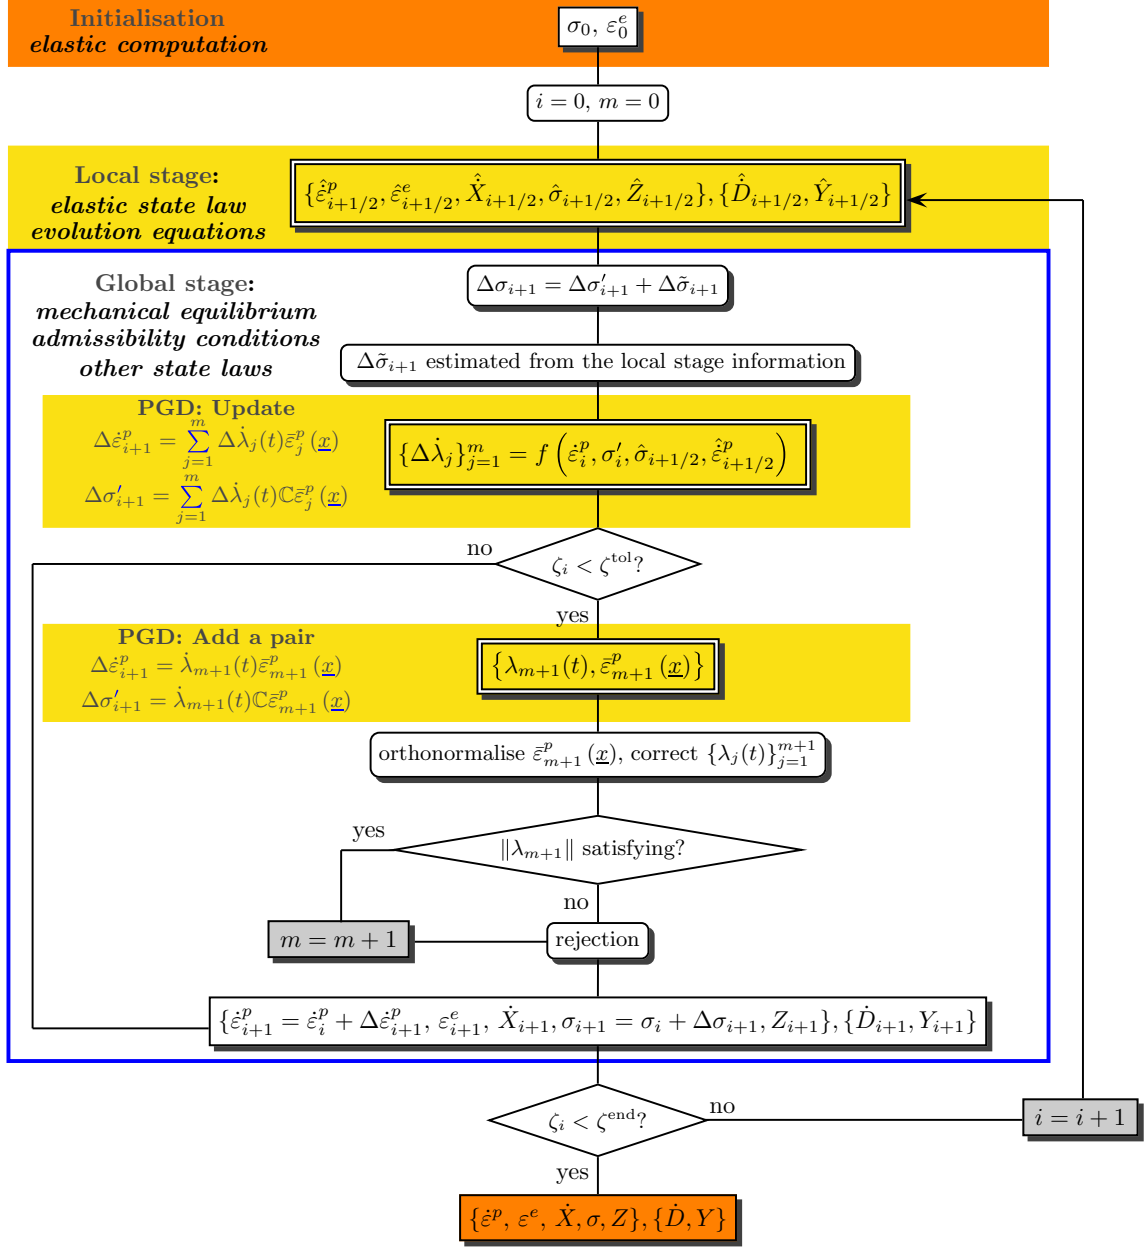 Initialisation
elastic computation
σ₀, ε₀ᵉ
i = 0, m = 0
Local stage:
elastic state law
evolution equations
{ε̇̂ᵖ_{i+1/2}, ε̂ᵉ_{i+1/2}, Ẋ̂_{i+1/2}, σ̂_{i+1/2}, Ẑ_{i+1/2}}, {Ḋ̂_{i+1/2}, Ŷ_{i+1/2}}
Global stage:
mechanical equilibrium
admissibility conditions
other state laws
Δσ_{i+1} = Δσ′_{i+1} + Δσ̃_{i+1}
Δσ̃_{i+1} estimated from the local stage information
PGD: Update
Δε̇ᵖ_{i+1} = ∑_{j=1}^{m} Δλ̇_j(t)ε̄ᵖ_j (x)
Δσ′_{i+1} = ∑_{j=1}^{m} Δλ̇_j(t)ℂε̄ᵖ_j (x)
{Δλ̇_j}_{j=1}^{m} = f (ε̇ᵖ_i, σ′_i, σ̂_{i+1/2}, ε̇̂ᵖ_{i+1/2})
no
ζ_i < ζ^{tol}?
yes
PGD: Add a pair
Δε̇ᵖ_{i+1} = λ̇_{m+1}(t)ε̄ᵖ_{m+1} (x)
Δσ′_{i+1} = λ̇_{m+1}(t)ℂε̄ᵖ_{m+1} (x)
{λ_{m+1}(t), ε̄ᵖ_{m+1} (x)}
orthonormalise ε̄ᵖ_{m+1} (x), correct {λ_j(t)}_{j=1}^{m+1}
yes
‖λ_{m+1}‖ satisfying?
no
m = m + 1
rejection
{ε̇ᵖ_{i+1} = ε̇ᵖ_i + Δε̇ᵖ_{i+1}, εᵉ_{i+1}, Ẋ_{i+1}, σ_{i+1} = σ_i + Δσ_{i+1}, Z_{i+1}}, {Ḋ_{i+1}, Y_{i+1}}
ζ_i < ζ^{end}?
no
i = i + 1
yes
{ε̇ᵖ, εᵉ, Ẋ, σ, Z}, {Ḋ, Y}